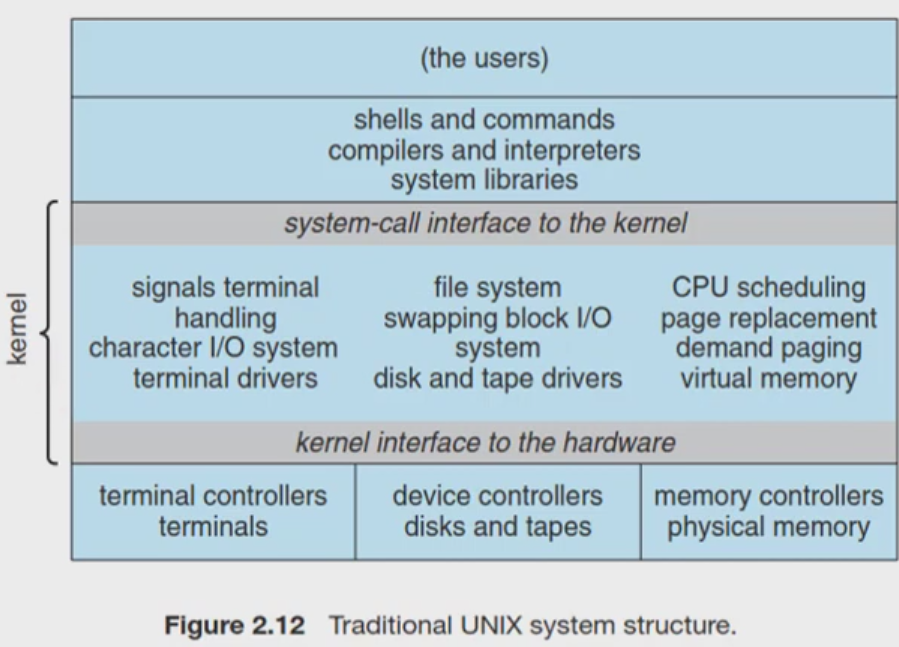 (the users)
shells and commands
compilers and interpreters
system libraries
system-call interface to the kernel
kernel
signals terminal
handling
character I/O system
terminal drivers
file system
swapping block I/O
system
disk and tape drivers
CPU scheduling
page replacement
demand paging
virtual memory
kernel interface to the hardware
terminal controllers
terminals
device controllers
disks and tapes
memory controllers
physical memory
Figure 2.12 Traditional UNIX system structure.